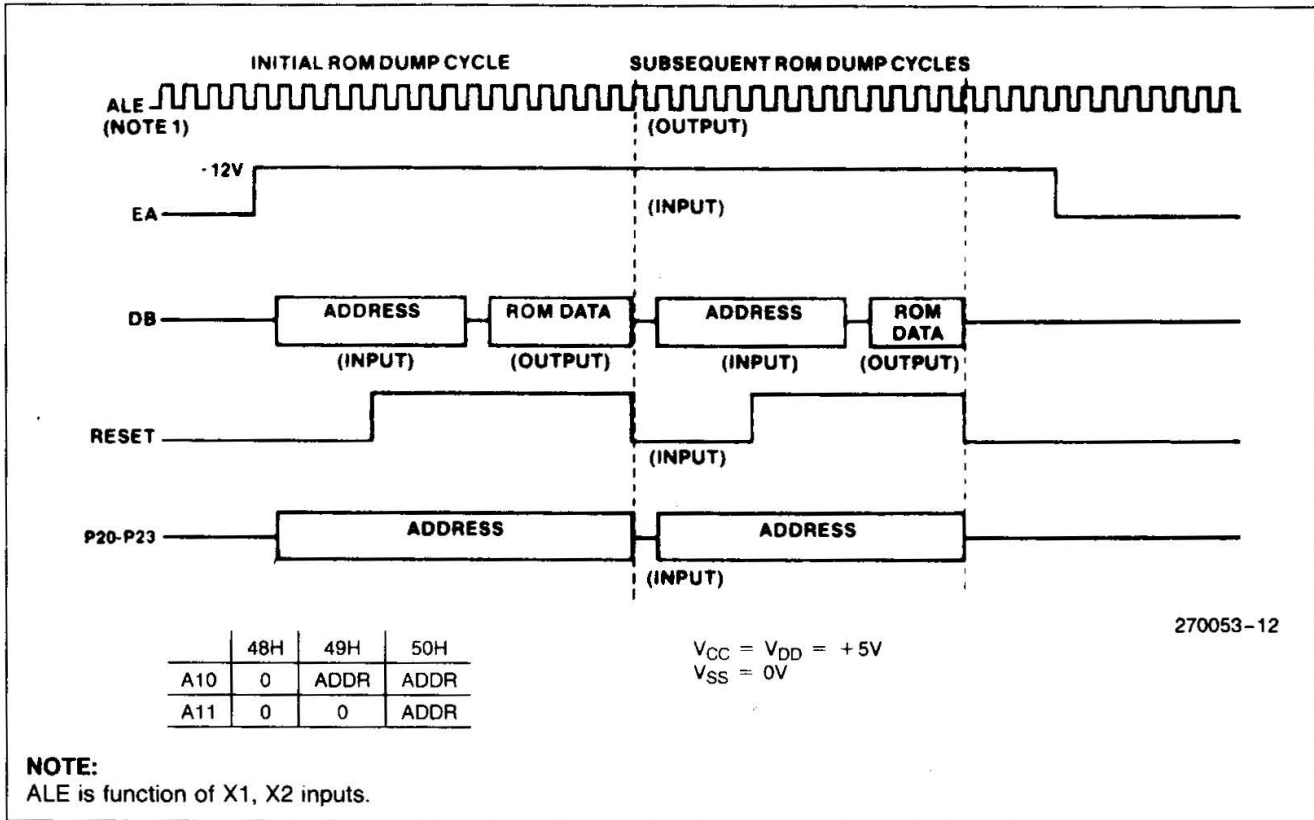 INITIAL ROM DUMP CYCLE SUBSEQUENT ROM DUMP CYCLES
ALE
(NOTE 1) (OUTPUT)
-12V
EA (INPUT)
DB ADDRESS ROM DATA ADDRESS ROM DATA
(INPUT) (OUTPUT) (INPUT) (OUTPUT)
RESET
(INPUT)
P20-P23 ADDRESS ADDRESS
(INPUT)
270053-12
48H 49H 50H
A10 0 ADDR ADDR
A11 0 0 ADDR
VCC = VDD = +5V
VSS = 0V
NOTE:
ALE is function of X1, X2 inputs.